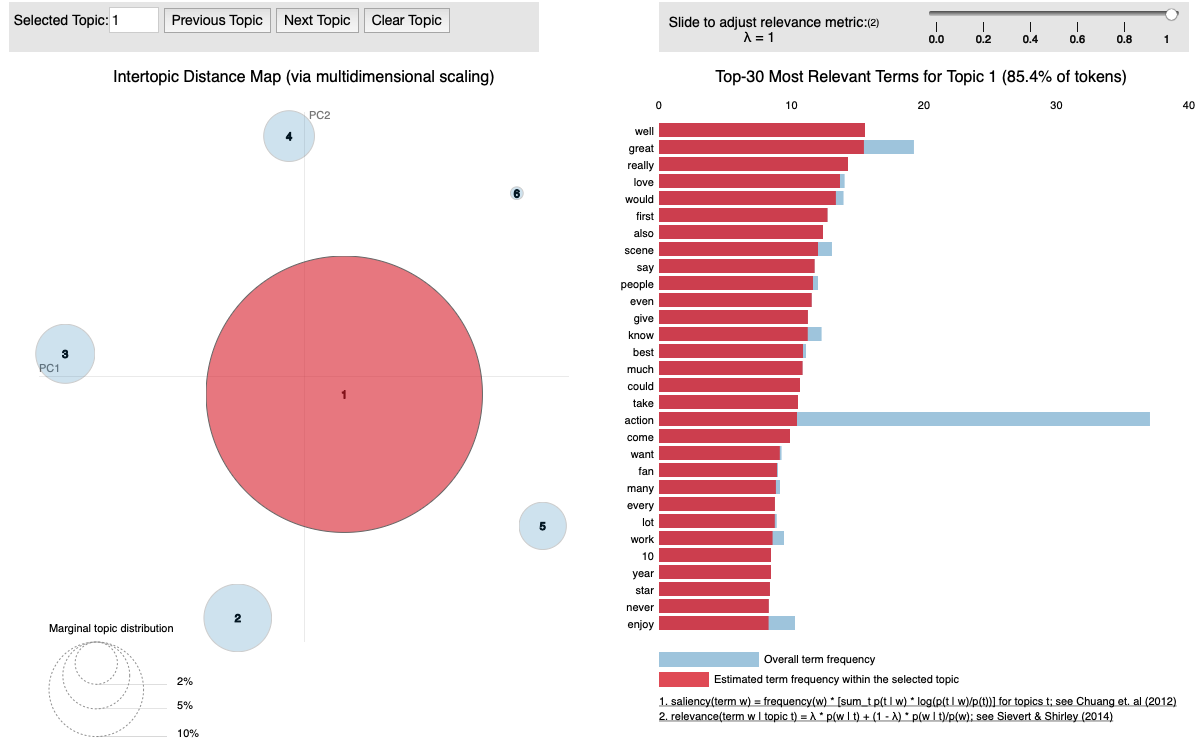 Selected Topic: 1 Previous Topic Next Topic Clear Topic
Slide to adjust relevance metric:(2)
λ = 1
0.0 0.2 0.4 0.6 0.8 1
Intertopic Distance Map (via multidimensional scaling)
PC2
4
6
3
PC1
1
5
2
Marginal topic distribution
2%
5%
10%
Top-30 Most Relevant Terms for Topic 1 (85.4% of tokens)
0 10 20 30 40
well
great
really
love
would
first
also
scene
say
people
even
give
know
best
much
could
take
action
come
want
fan
many
every
lot
work
10
year
star
never
enjoy
Overall term frequency
Estimated term frequency within the selected topic
1. saliency(term w) = frequency(w) * [sum_t p(t | w) * log(p(t | w)/p(t))] for topics t; see Chuang et. al (2012)
2. relevance(term w | topic t) = λ * p(w | t) + (1 - λ) * p(w | t)/p(w); see Sievert & Shirley (2014)